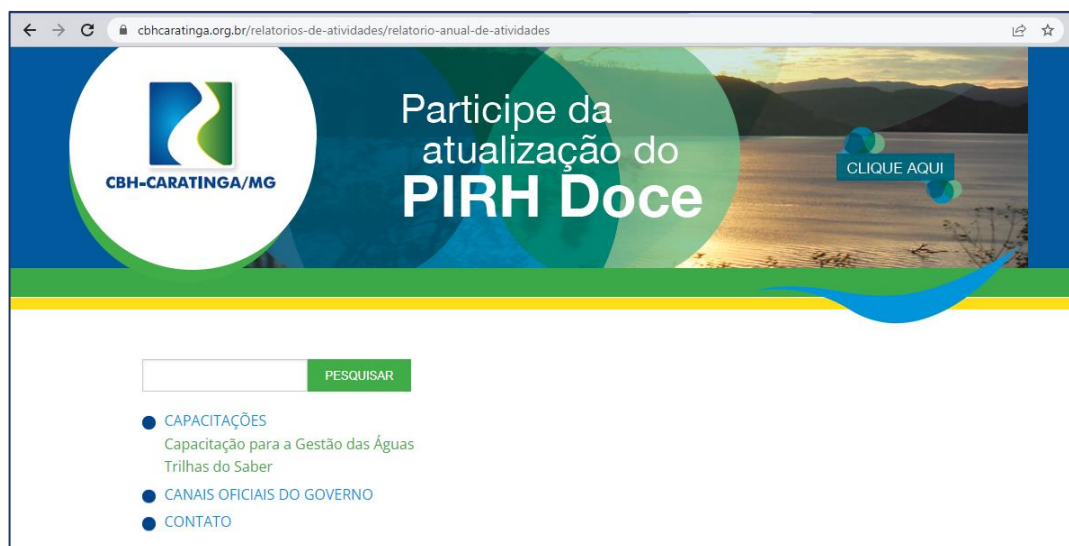 cbhcaratinga.org.br/relatorios-de-atividades/relatorio-anual-de-atividades
Participe da
atualização do
PIRH Doce
CLIQUE AQUI
CBH-CARATINGA/MG
PESQUISAR
CAPACITAÇÕES
Capacitação para a Gestão das Águas
Trilhas do Saber
CANAIS OFICIAIS DO GOVERNO
CONTATO